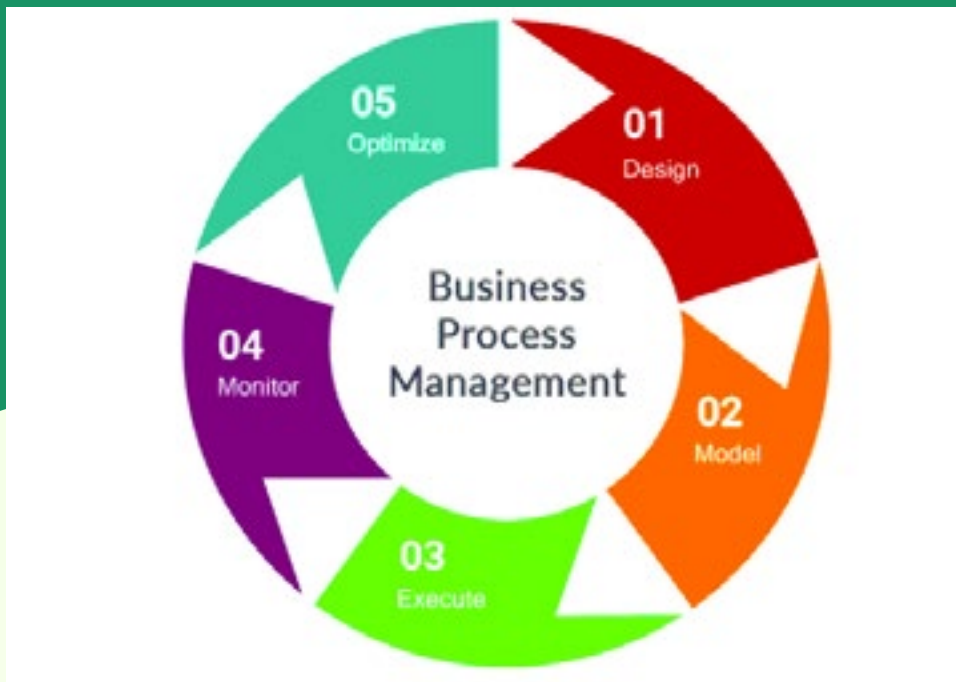 Business
Process
Management
01
Design
02
Model
03
Execute
04
Monitor
05
Optimize